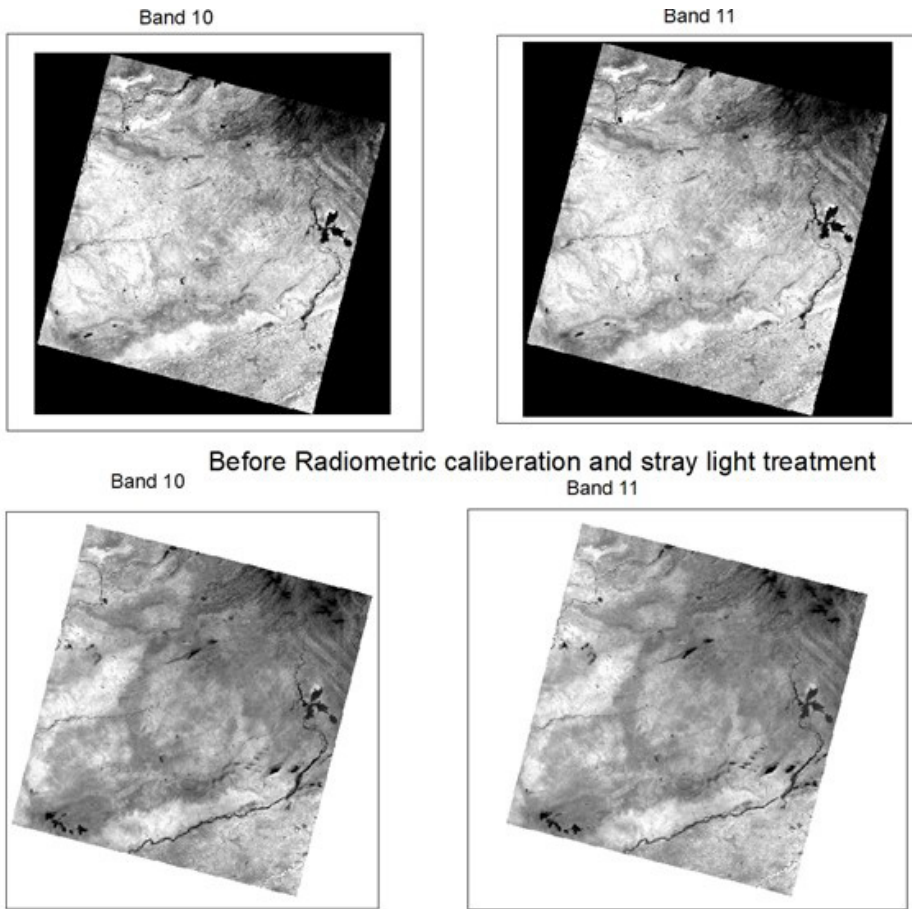 Band 10
Band 11
Before Radiometric caliberation and stray light treatment
Band 10
Band 11